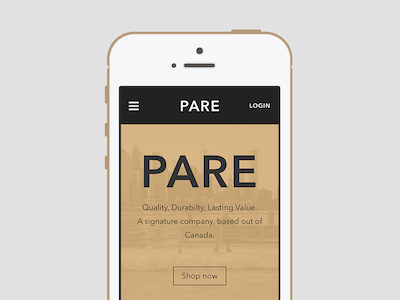 PARE LOGIN
PARE
Quality, Durabilty, Lasting Value.
A signature company, based out of
Canada.
Shop now